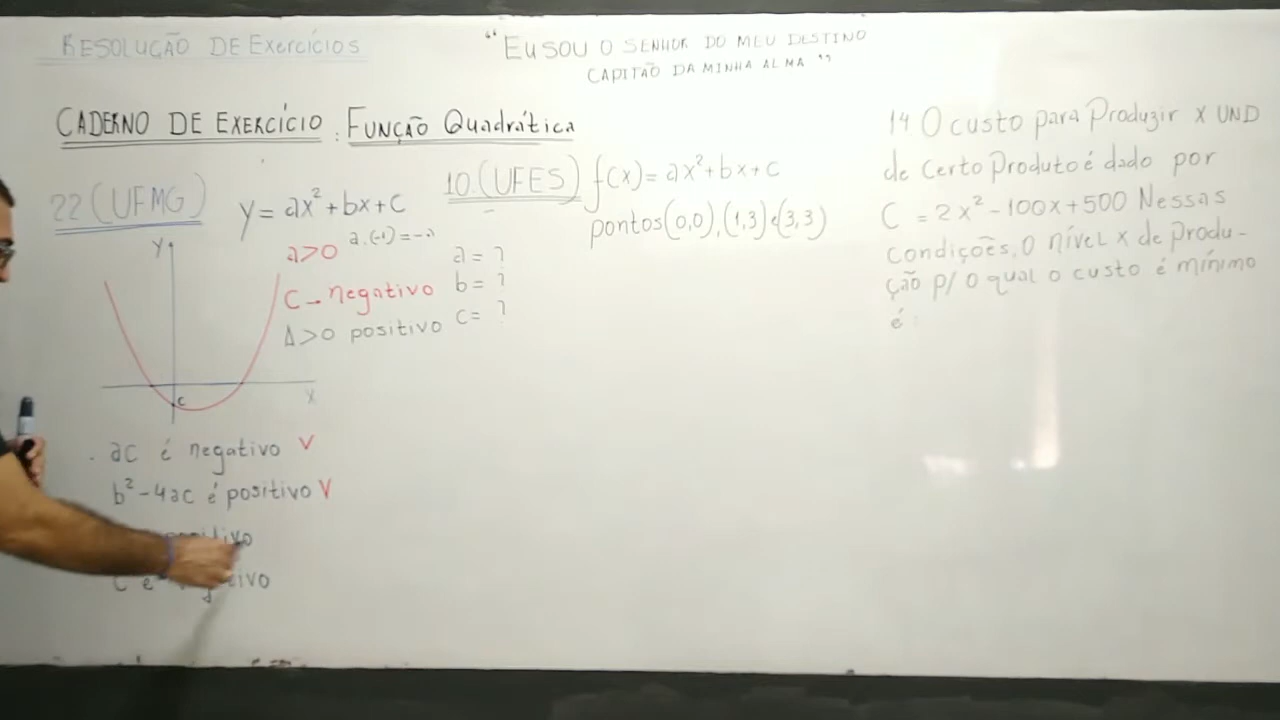 RESOLUÇÃO DE EXERCÍCIOS
"EU SOU O SENHOR DO MEU DESTINO
CAPITÃO DA MINHA ALMA"
CADERNO DE EXERCÍCIO: FUNÇÃO Quadrática
22 (UFMG)
y = ax² + bx + c
a.(-1) = -a
a>0
C - negativo
Δ>0 positivo
y
x
c
. ac é negativo V
b² - 4ac é positivo V
C é
10. (UFES) f(x) = ax² + bx + c
pontos (0,0), (1,3) e (3,3)
a = ?
b = ?
c = ?
14 O custo para Produzir x UND
de certo Produto é dado por
C = 2x² - 100x + 500 Nessas
condições, O nível x de produ-
ção p/ o qual o custo é mínimo
é: